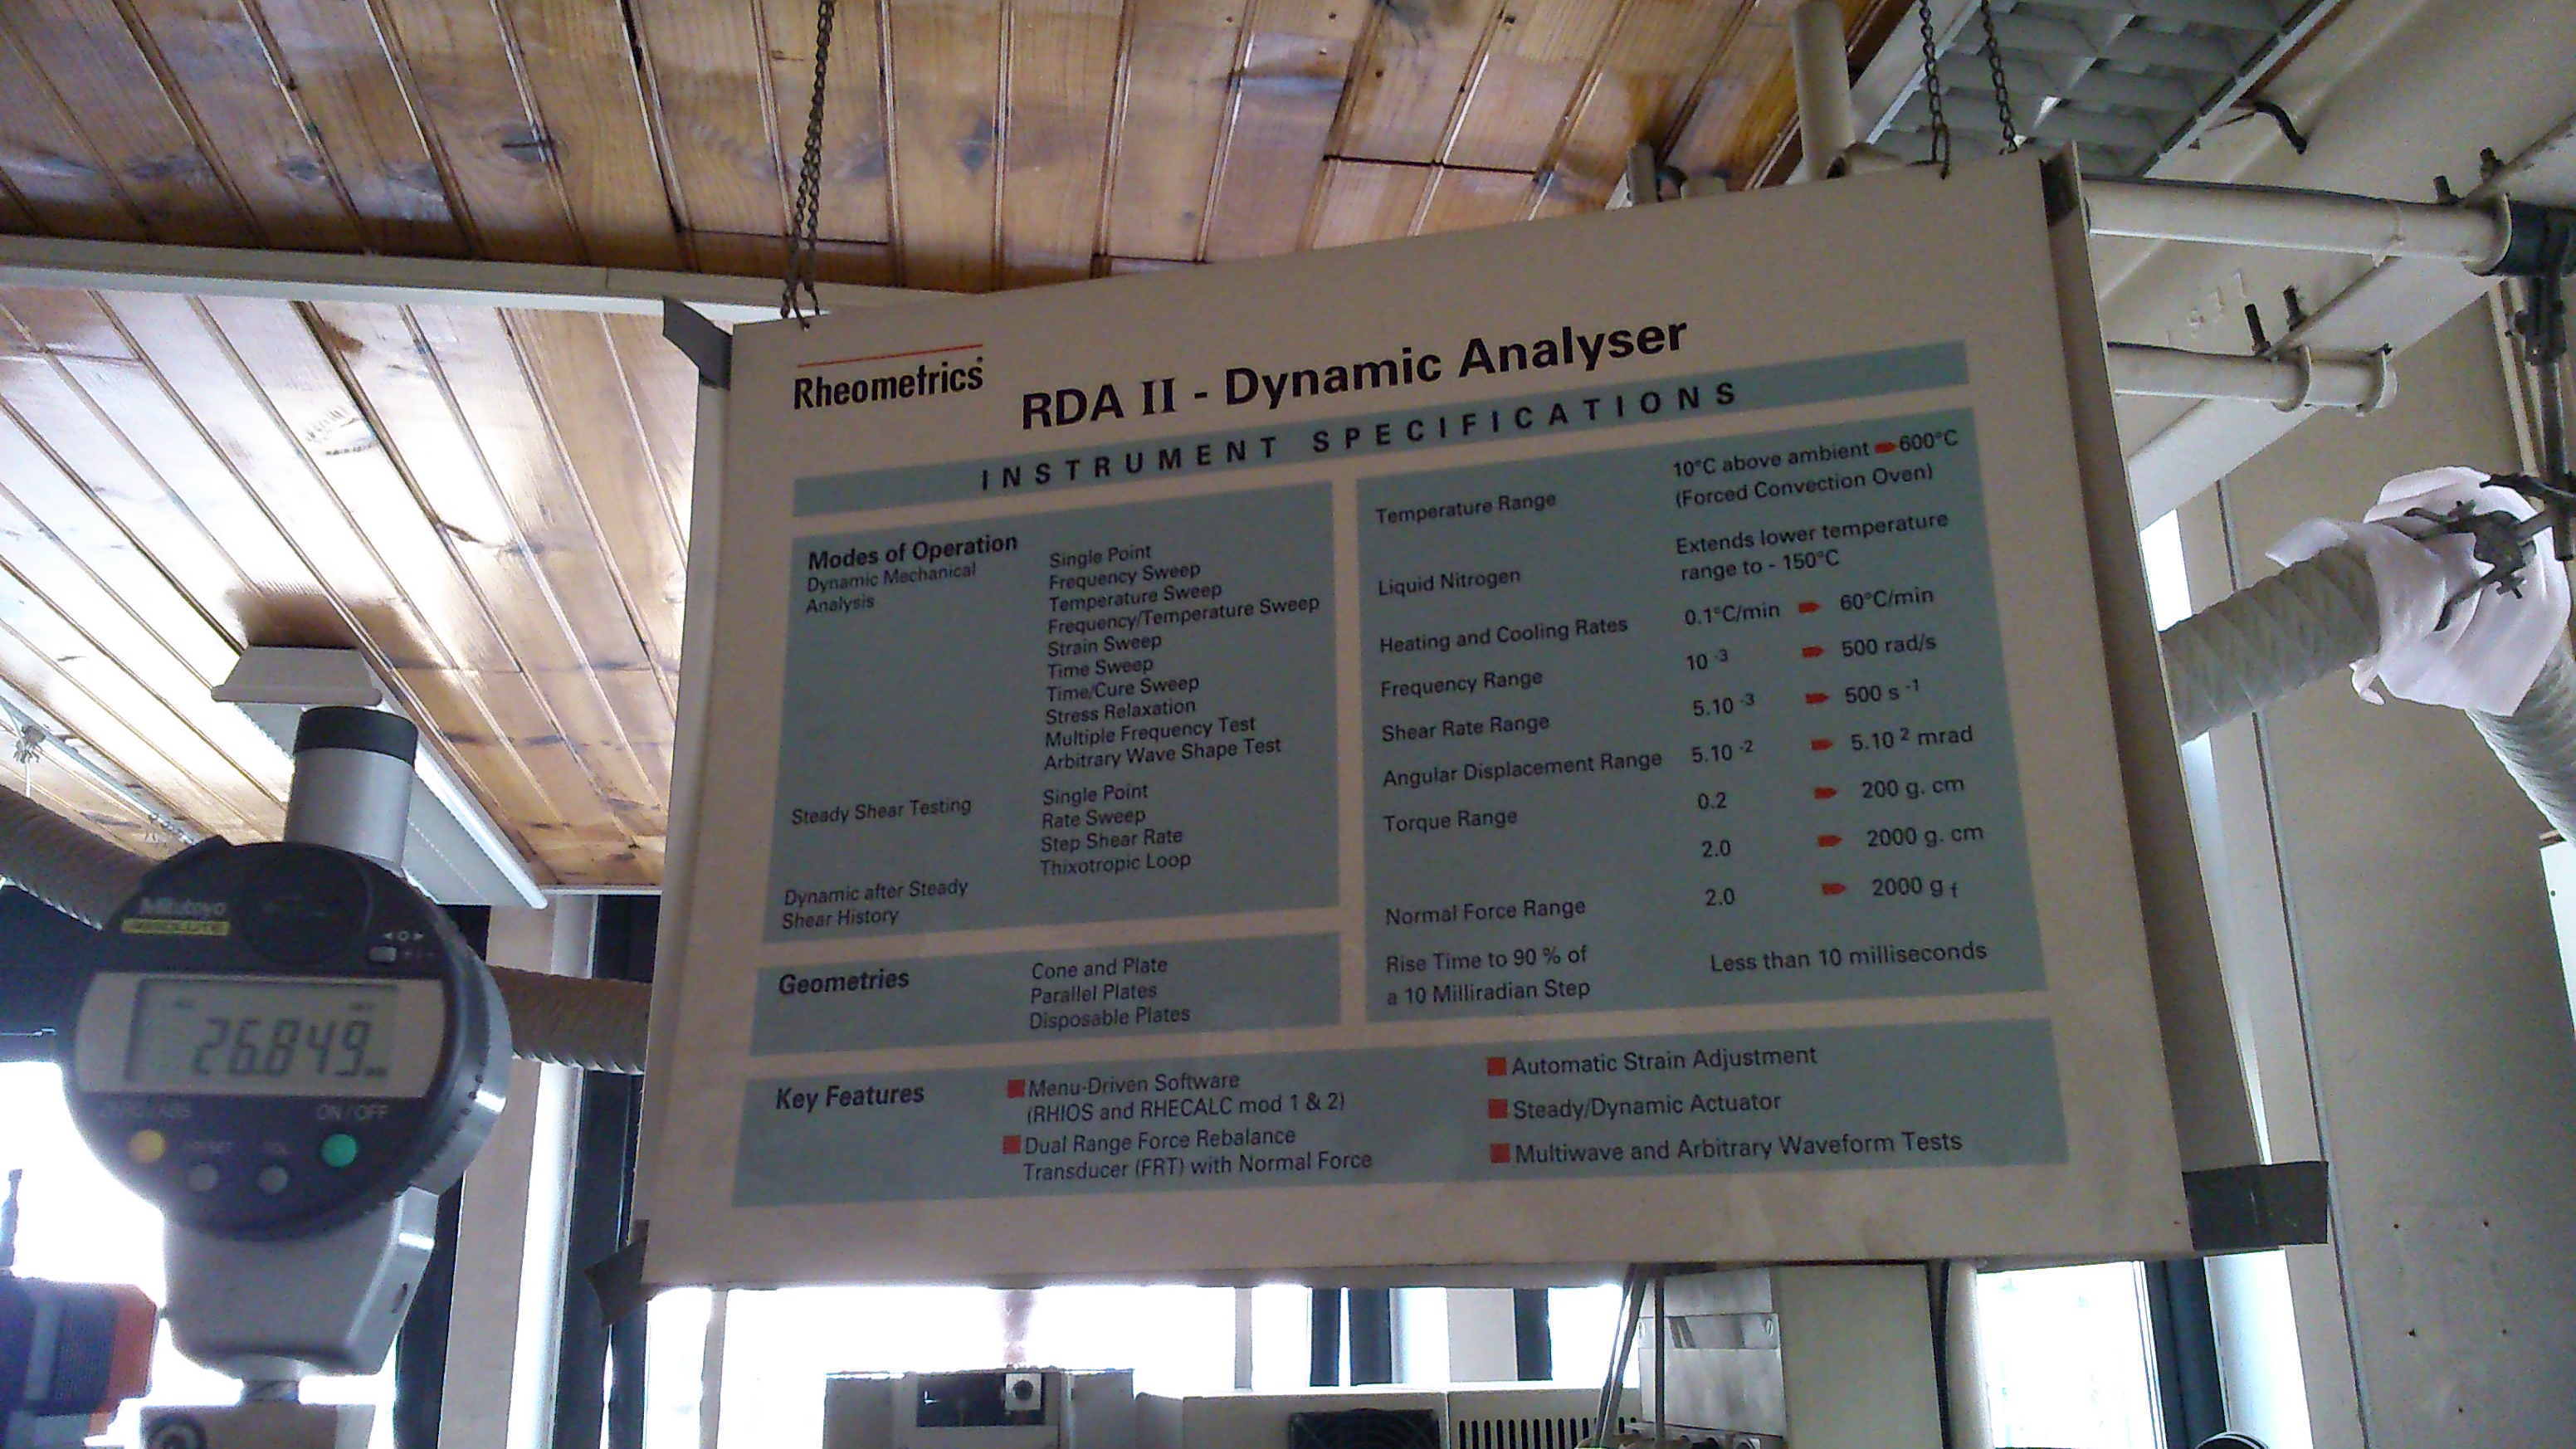 Rheometrics
RDA II - Dynamic Analyser
INSTRUMENT SPECIFICATIONS
Modes of Operation
Dynamic Mechanical
Analysis
Single Point
Frequency Sweep
Temperature Sweep
Frequency/Temperature Sweep
Strain Sweep
Time Sweep
Time/Cure Sweep
Stress Relaxation
Multiple Frequency Test
Arbitrary Wave Shape Test
Steady Shear Testing
Single Point
Rate Sweep
Step Shear Rate
Thixotropic Loop
Dynamic after Steady
Shear History
Geometries
Cone and Plate
Parallel Plates
Disposable Plates
Temperature Range
10°C above ambient 600°C
(Forced Convection Oven)
Liquid Nitrogen
Extends lower temperature
range to - 150°C
Heating and Cooling Rates 0.1°C/min 60°C/min
Frequency Range 10 -3 500 rad/s
Shear Rate Range 5.10 -3 500 s -1
Angular Displacement Range 5.10 -2 5.10 2 mrad
Torque Range 0.2 200 g. cm
2.0 2000 g. cm
Normal Force Range 2.0 2000 g f
Rise Time to 90 % of
a 10 Milliradian Step
Less than 10 milliseconds
Key Features
Menu-Driven Software
(RHIOS and RHECALC mod 1 & 2)
Dual Range Force Rebalance
Transducer (FRT) with Normal Force
Automatic Strain Adjustment
Steady/Dynamic Actuator
Multiwave and Arbitrary Waveform Tests
Mitutoyo
ABSOLUTE
26.849
ZERO/ABS
ON/OFF